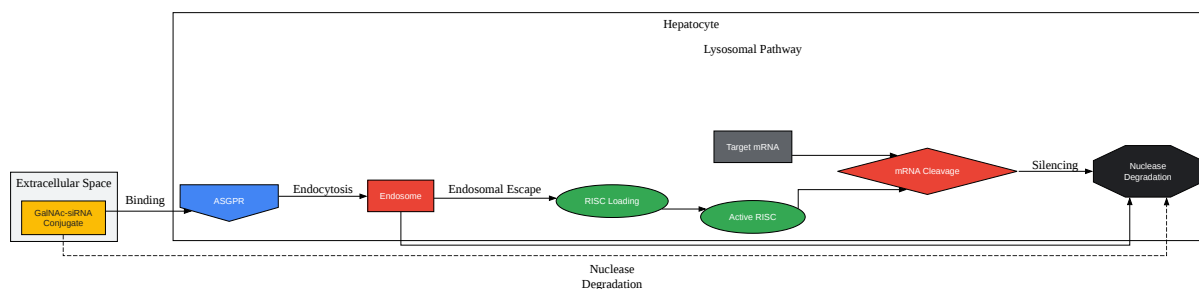 Hepatocyte
Lysosomal Pathway
Target mRNA
mRNA Cleavage
Silencing
Nuclease
Degradation
Extracellular Space
GalNAc-siRNA
Conjugate
Binding
ASGPR
Endocytosis
Endosome
Endosomal Escape
RISC Loading
Active RISC
Nuclease
Degradation